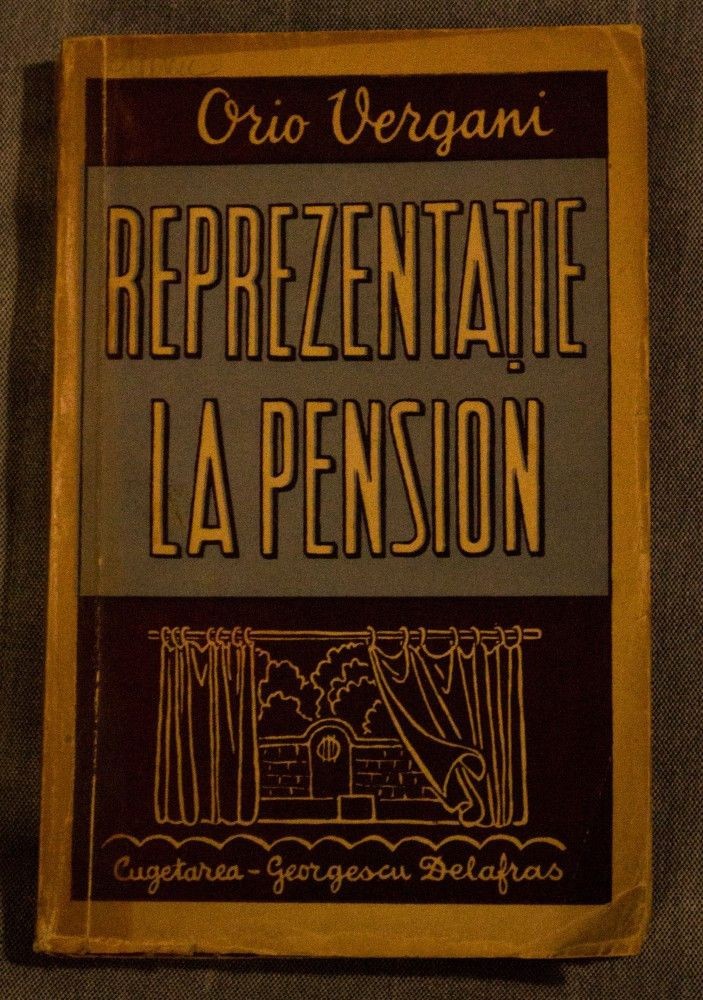 Orio Vergani
REPREZENTAȚIE
LA PENSION
Cugetarea - Georgescu Delafras